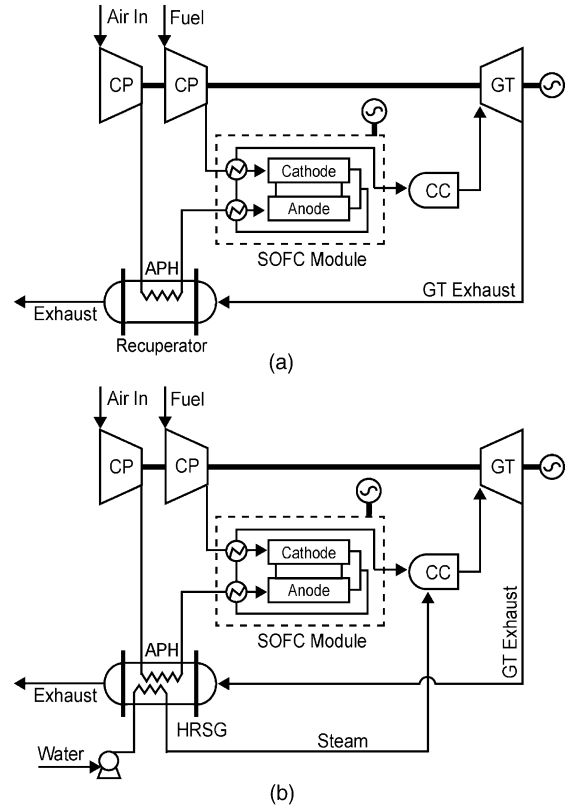 Air In
Fuel
CP
CP
GT
Cathode
Anode
CC
SOFC Module
APH
GT Exhaust
Exhaust
Recuperator
(a)
Air In
Fuel
CP
CP
GT
Cathode
Anode
CC
SOFC Module
GT Exhaust
APH
Exhaust
HRSG
Steam
Water
(b)